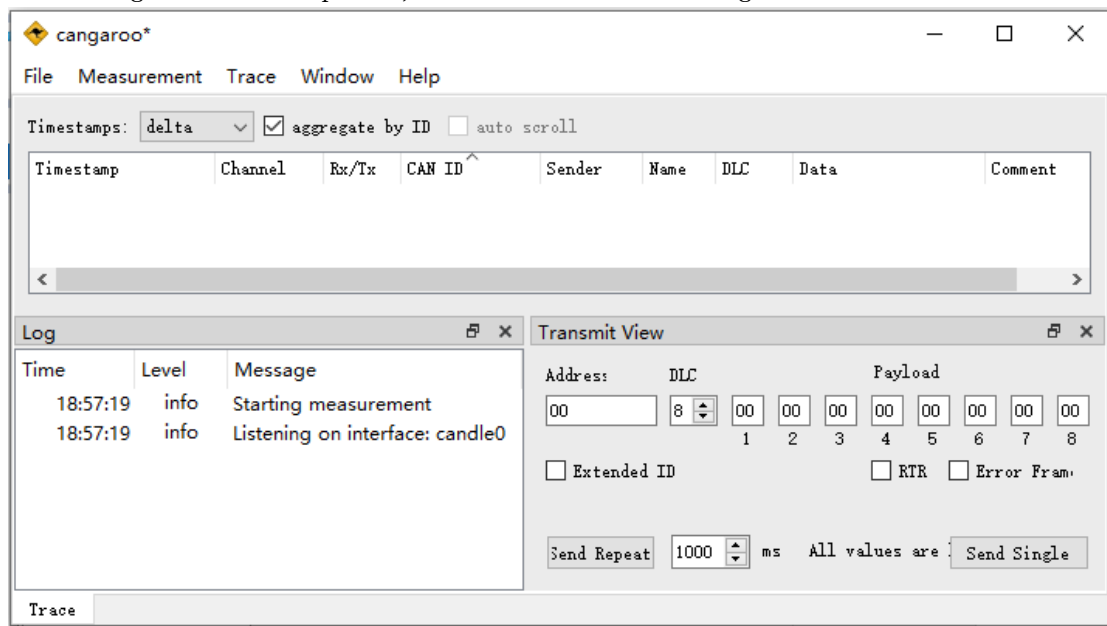 cangaroo*
File Measurement Trace Window Help
Timestamps: delta aggregate by ID auto scroll
Timestamp Channel Rx/Tx CAN ID Sender Name DLC Data Comment
Log
Transmit View
Time Level Message
18:57:19 info Starting measurement
18:57:19 info Listening on interface: candle0
Address DLC Payload
00 8 00 00 00 00 00 00 00 00
1 2 3 4 5 6 7 8
Extended ID RTR Error Fram
Send Repeat 1000 ms All values are Send Single
Trace